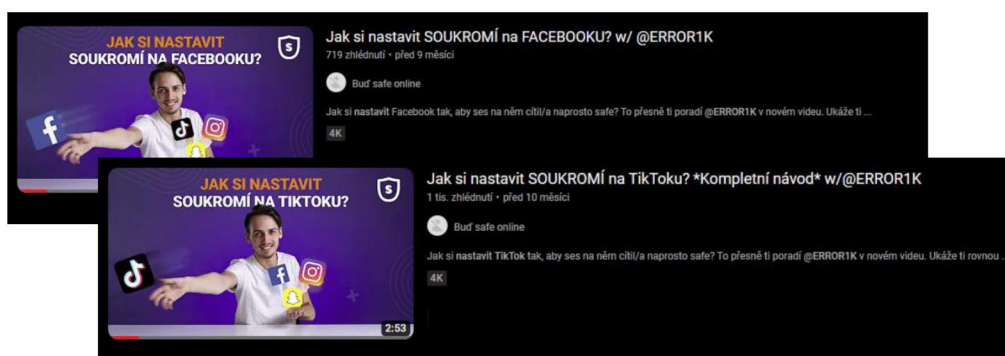 JAK SI NASTAVIT
SOUKROMÍ NA FACEBOOKU?
S
Jak si nastavit SOUKROMÍ na FACEBOOKU? w/ @ERROR1K
719 zhlédnutí • před 9 měsíci
Buď safe online
Jak si nastavit Facebook tak, aby ses na něm cítil/a naprosto safe? To přesně ti poradí @ERROR1K v novém videu. Ukáže ti ...
4K
JAK SI NASTAVIT
SOUKROMÍ NA TIKTOKU?
S
2:53
Jak si nastavit SOUKROMÍ na TikToku? *Kompletní návod* w/@ERROR1K
1 tis. zhlédnutí • před 10 měsíci
Buď safe online
Jak si nastavit TikTok tak, aby ses na něm cítil/a naprosto safe? To přesně ti poradí @ERROR1K v novém videu. Ukáže ti rovnou ..
4K